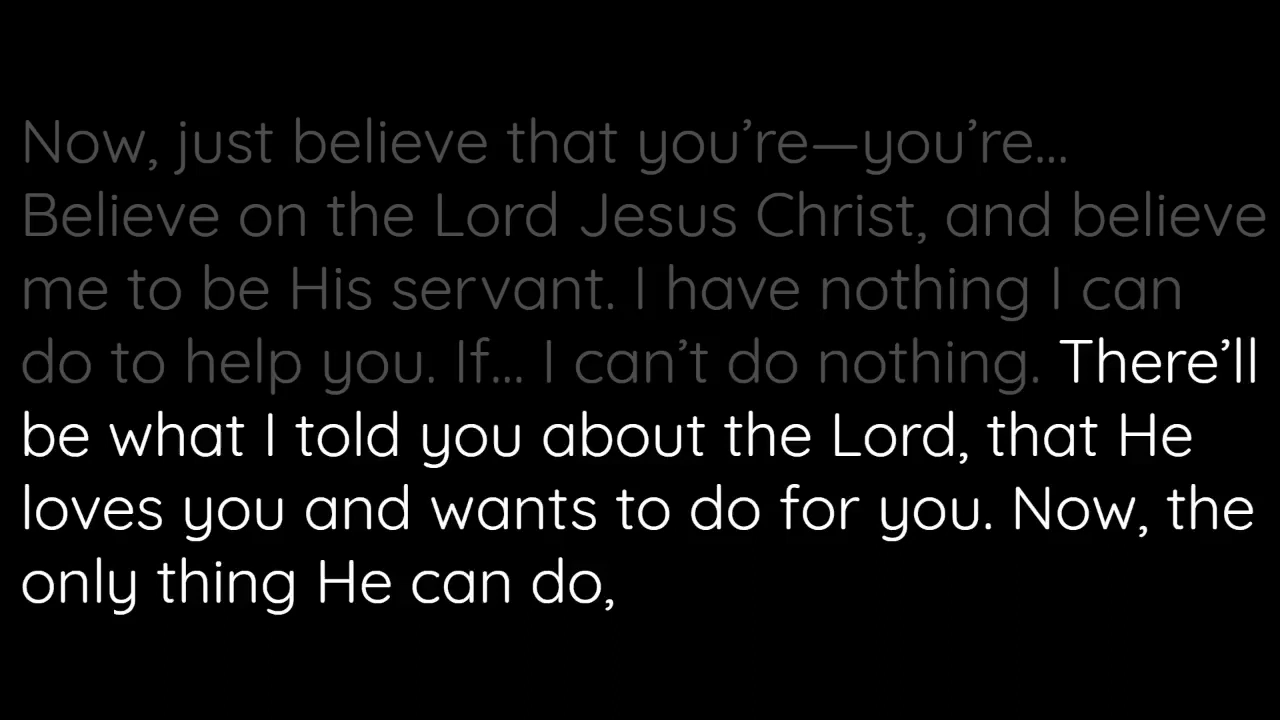 Now, just believe that you’re—you’re...
Believe on the Lord Jesus Christ, and believe
me to be His servant. I have nothing I can
do to help you. If... I can’t do nothing. There’ll
be what I told you about the Lord, that He
loves you and wants to do for you. Now, the
only thing He can do,